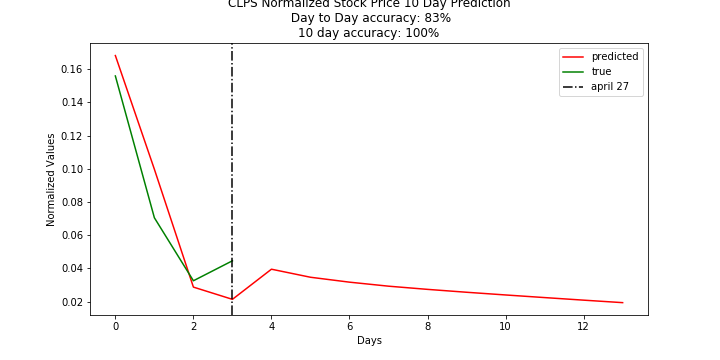 CLPS Normalized Stock Price 10 Day Prediction
Day to Day accuracy: 83%
10 day accuracy: 100%
predicted
true
april 27
Normalized Values
0.16
0.14
0.12
0.10
0.08
0.06
0.04
0.02
0 2 4 6 8 10 12
Days